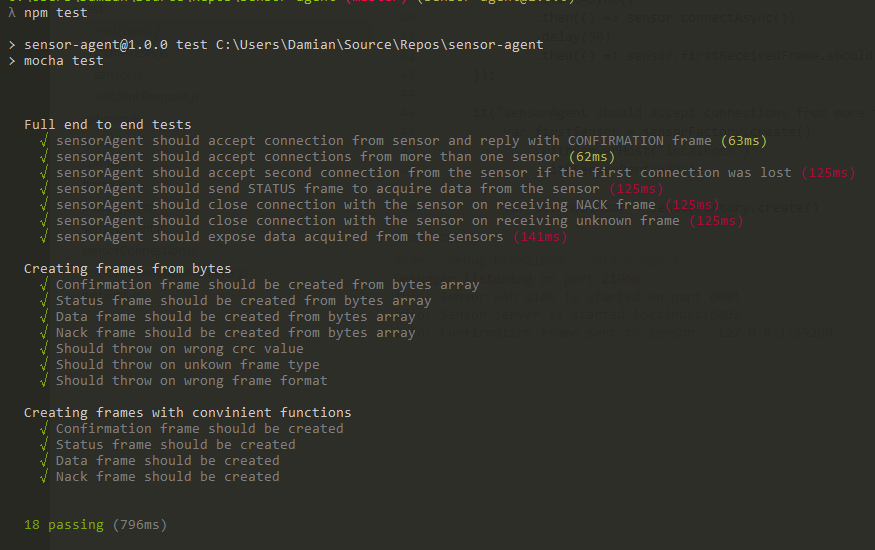 λ npm test
> sensor-agent@1.0.0 test C:\Users\Damian\Source\Repos\sensor-agent
> mocha test
Full end to end tests
√ sensorAgent should accept connection from sensor and reply with CONFIRMATION frame (63ms)
√ sensorAgent should accept connections from more than one sensor (62ms)
√ sensorAgent should accept second connection from the sensor if the first connection was lost (125ms)
√ sensorAgent should send STATUS frame to acquire data from the sensor (125ms)
√ sensorAgent should close connection with the sensor on receiving NACK frame (125ms)
√ sensorAgent should close connection with the sensor on receiving unknown frame (125ms)
√ sensorAgent should expose data acquired from the sensors (141ms)
Creating frames from bytes
√ Confirmation frame should be created from bytes array
√ Status frame should be created from bytes array
√ Data frame should be created from bytes array
√ Nack frame should be created from bytes array
√ Should throw on wrong crc value
√ Should throw on unkown frame type
√ Should throw on wrong frame format
Creating frames with convinient functions
√ Confirmation frame should be created
√ Status frame should be created
√ Data frame should be created
√ Nack frame should be created
18 passing (796ms)